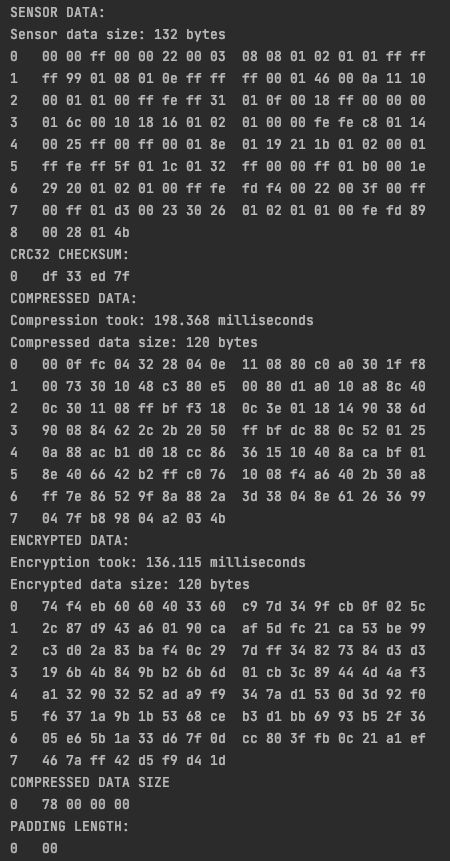 SENSOR DATA:
Sensor data size: 132 bytes
0 00 00 ff 00 00 22 00 03 08 08 01 02 01 01 ff ff
1 ff 99 01 08 01 0e ff ff ff 00 01 46 00 0a 11 10
2 00 01 01 00 ff fe ff 31 01 0f 00 18 ff 00 00 00
3 01 6c 00 10 18 16 01 02 01 00 00 fe fe c8 01 14
4 00 25 ff 00 ff 00 01 8e 01 19 21 1b 01 02 00 01
5 ff fe ff 5f 01 1c 01 32 ff 00 00 ff 01 b0 00 1e
6 29 20 01 02 01 00 ff fe fd f4 00 22 00 3f 00 ff
7 00 ff 01 d3 00 23 30 26 01 02 01 01 00 fe fd 89
8 00 28 01 4b
CRC32 CHECKSUM:
0 df 33 ed 7f
COMPRESSED DATA:
Compression took: 198.368 milliseconds
Compressed data size: 120 bytes
0 00 0f fc 04 32 28 04 0e 11 08 80 c0 a0 30 1f f8
1 00 73 30 10 48 c3 80 e5 00 80 d1 a0 10 a8 8c 40
2 0c 30 11 08 ff bf f3 18 0c 3e 01 18 14 90 38 6d
3 90 08 84 62 2c 2b 20 50 ff bf dc 88 0c 52 01 25
4 0a 88 ac b1 d0 18 cc 86 36 15 10 40 8a ca bf 01
5 8e 40 66 42 b2 ff c0 76 10 08 f4 a6 40 2b 30 a8
6 ff 7e 86 52 9f 8a 88 2a 3d 38 04 8e 61 26 36 99
7 04 7f b8 98 04 a2 03 4b
ENCRYPTED DATA:
Encryption took: 136.115 milliseconds
Encrypted data size: 120 bytes
0 74 f4 eb 60 60 40 33 60 c9 7d 34 9f cb 0f 02 5c
1 2c 87 d9 43 a6 01 90 ca af 5d fc 21 ca 53 be 99
2 c3 d0 2a 83 ba f4 0c 29 7d ff 34 82 73 84 d3 d3
3 19 6b 4b 84 9b b2 6b 6d 01 cb 3c 89 44 4d 4a f3
4 a1 32 90 32 52 ad a9 f9 34 7a d1 53 0d 3d 92 f0
5 f6 37 1a 9b 1b 53 68 ce b3 d1 bb 69 93 b5 2f 36
6 05 e6 5b 1a 33 d6 7f 0d cc 80 3f fb 0c 21 a1 ef
7 46 7a ff 42 d5 f9 d4 1d
COMPRESSED DATA SIZE
0 78 00 00 00
PADDING LENGTH:
0 00